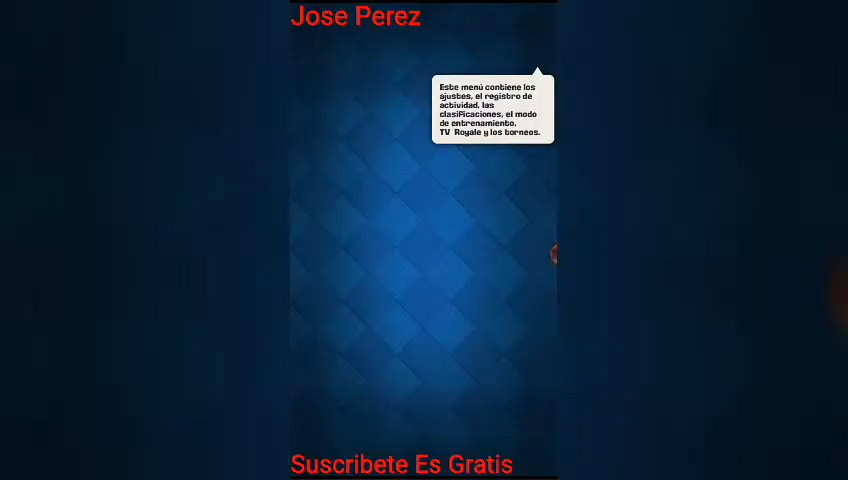 Jose Perez
Este menú contiene los
ajustes, el registro de
actividad, las
clasificaciones, el modo
de entrenamiento,
TV Royale y los torneos.
Suscribete Es Gratis